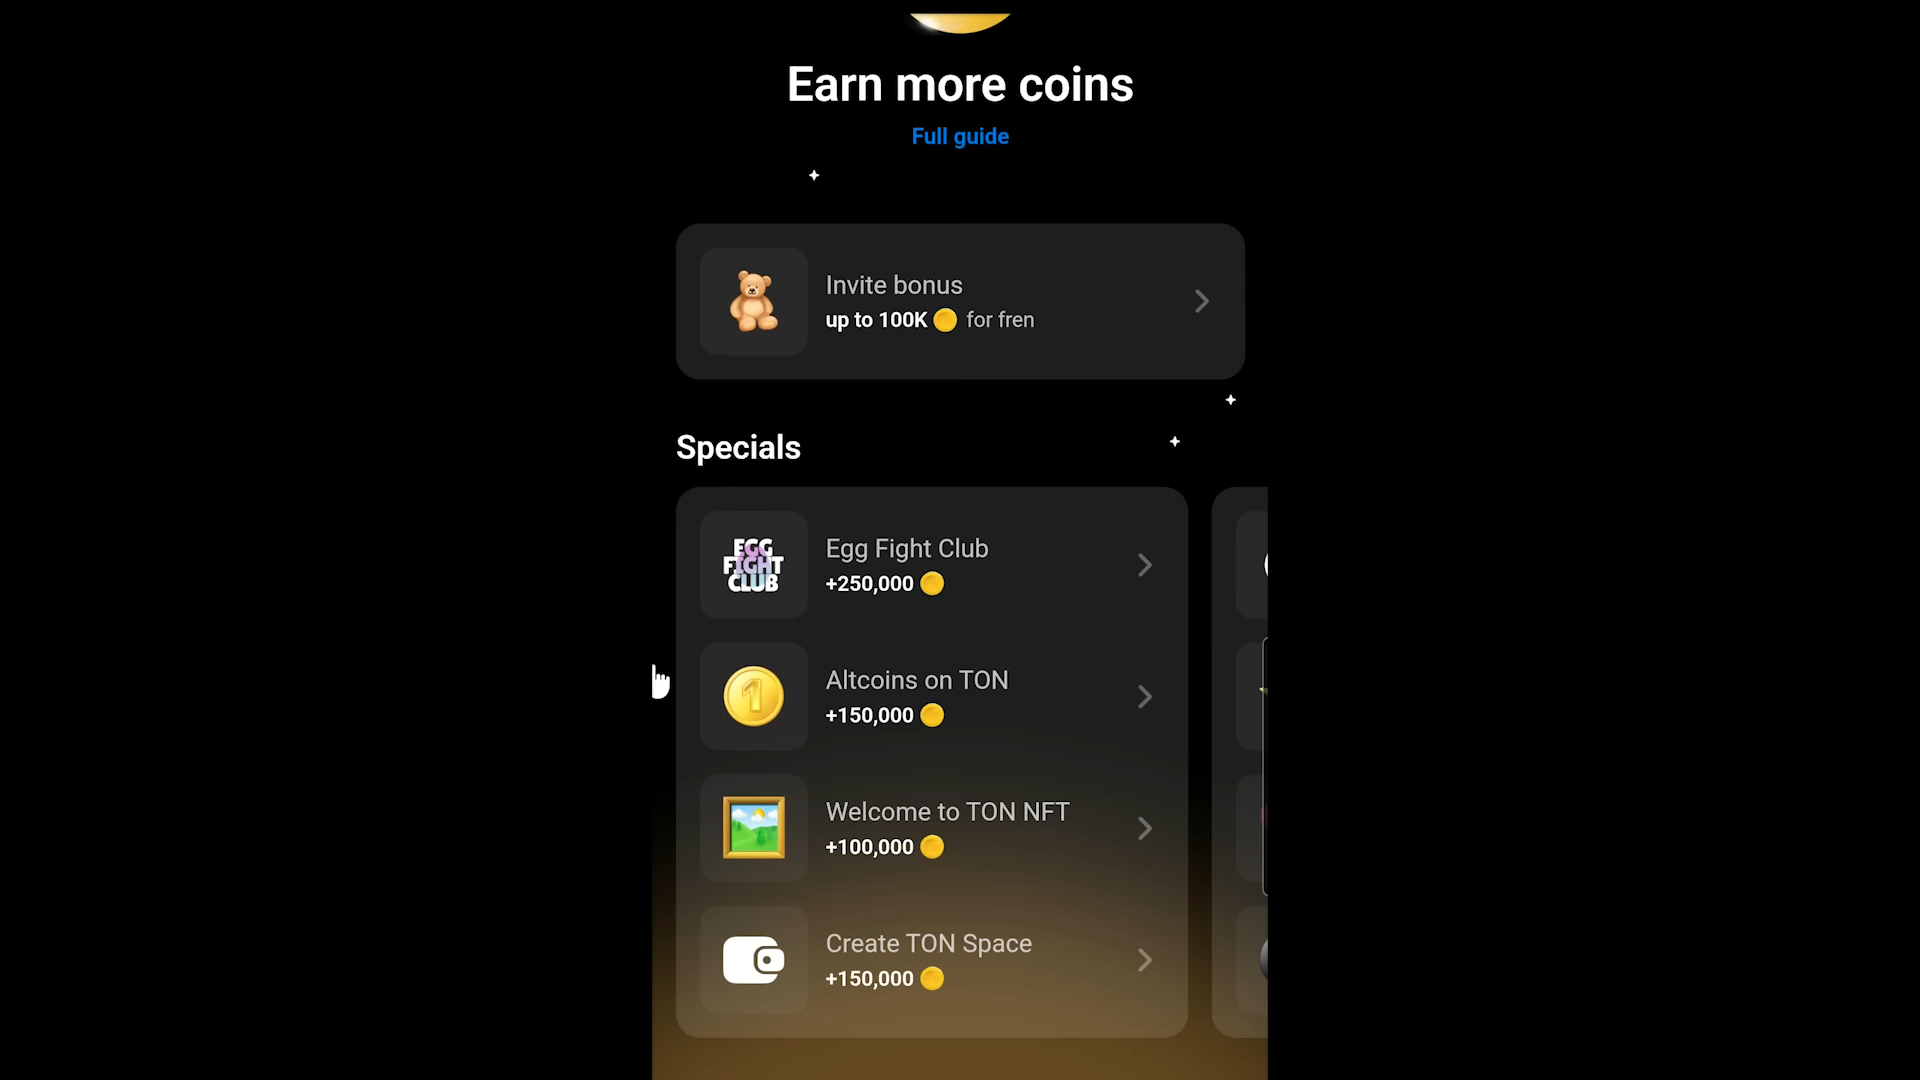 Earn more coins
Full guide
Invite bonus
up to 100K for fren
Specials
EGG
FIGHT
CLUB
Egg Fight Club
+250,000
1
Altcoins on TON
+150,000
Welcome to TON NFT
+100,000
Create TON Space
+150,000